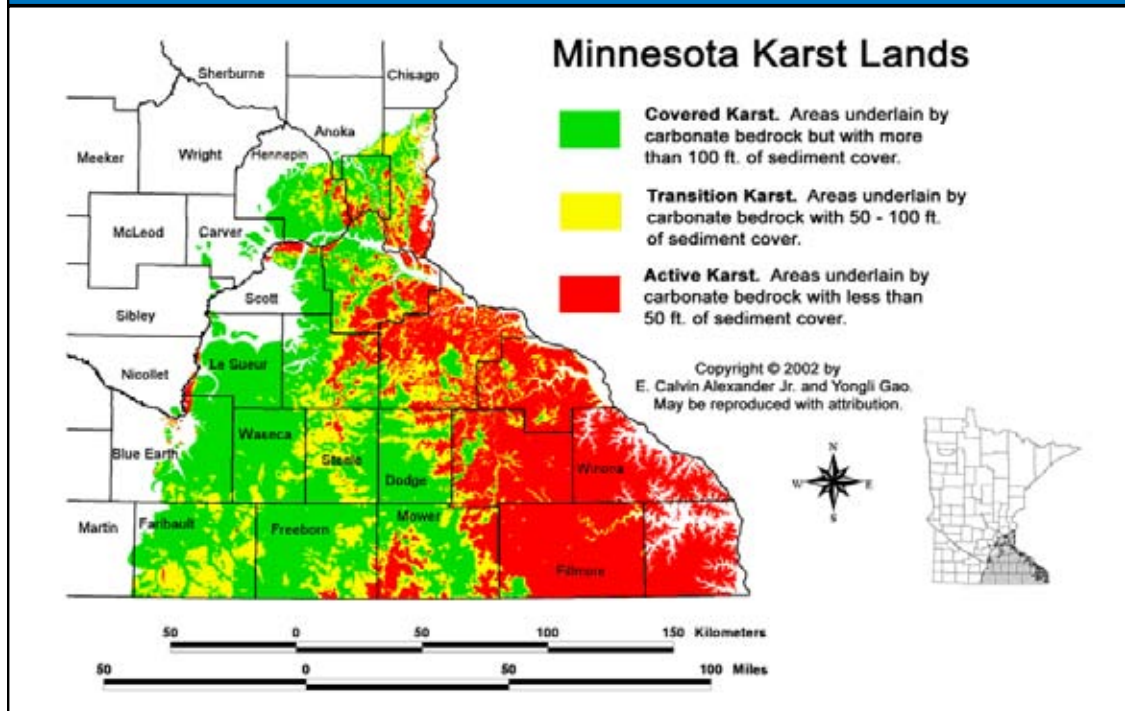 Minnesota Karst Lands
Covered Karst. Areas underlain by
carbonate bedrock but with more
than 100 ft. of sediment cover.
Transition Karst. Areas underlain by
carbonate bedrock with 50 - 100 ft.
of sediment cover.
Active Karst. Areas underlain by
carbonate bedrock with less than
50 ft. of sediment cover.
Copyright © 2002 by
E. Calvin Alexander Jr. and Yongli Gao.
May be reproduced with attribution.
Sherburne
Chisago
Anoka
Meeker
Wright
Hennepin
McLeod
Carver
Scott
Sibley
Nicollet
Le Sueur
Blue Earth
Waseca
Steele
Dodge
Winona
Martin
Faribault
Freeborn
Mower
Fillmore
N
W E
S
50 0 50 100 150 Kilometers
50 0 50 100 Miles